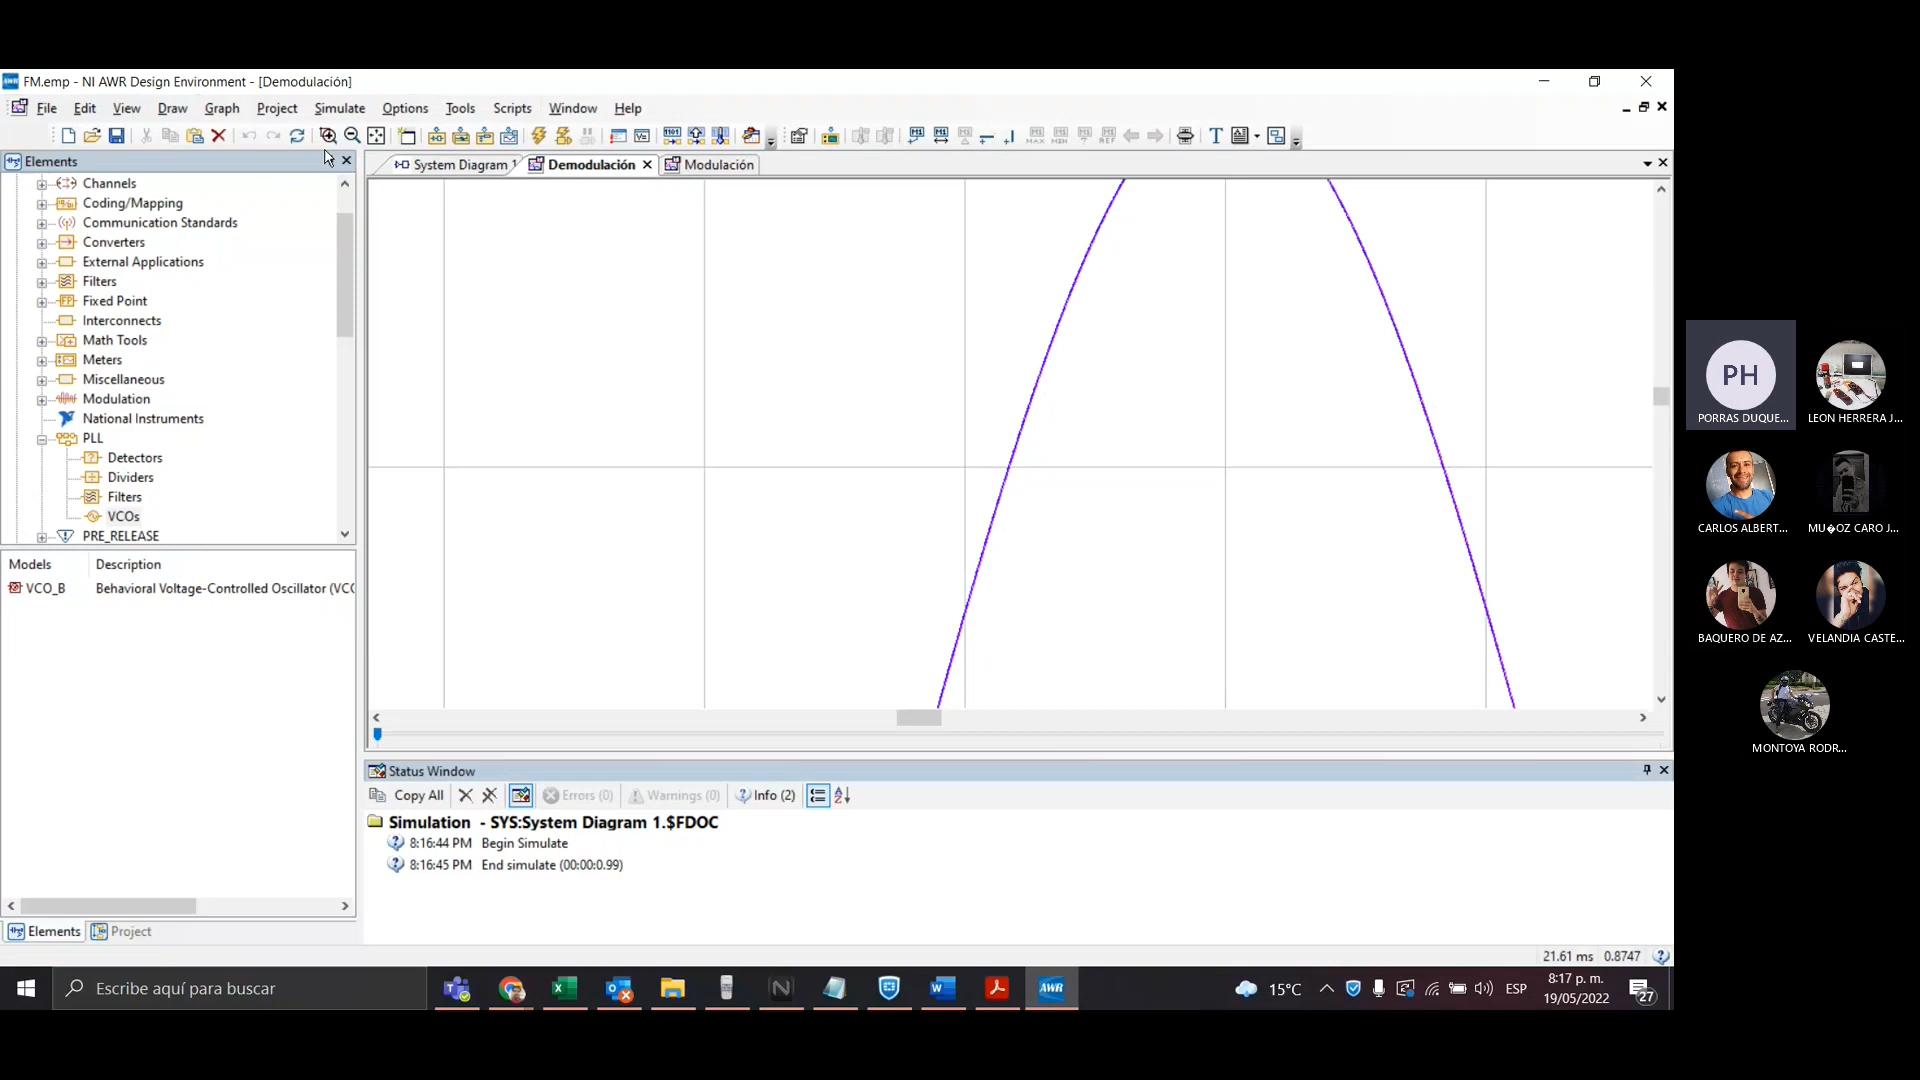 FM.emp - NI AWR Design Environment - [Demodulación]
File Edit View Draw Graph Project Simulate Options Tools Scripts Window Help
Elements
System Diagram 1
Demodulación
Modulación
Channels
Coding/Mapping
Communication Standards
Converters
External Applications
Filters
Fixed Point
Interconnects
Math Tools
Meters
Miscellaneous
Modulation
National Instruments
PLL
Detectors
Dividers
Filters
VCOs
PRE_RELEASE
Models Description
VCO_B Behavioral Voltage-Controlled Oscillator (VCO
Elements Project
Status Window
Copy All Errors (0) Warnings (0) Info (2)
Simulation - SYS:System Diagram 1.$FDOC
8:16:44 PM Begin Simulate
8:16:45 PM End simulate (00:00:0.99)
21.61 ms 0.8747
Escribe aquí para buscar
AWR
15°C
ESP
8:17 p. m.
19/05/2022
27
PH
PORRAS DUQUE...
LEON HERRERA J...
CARLOS ALBERT...
MU�OZ CARO J...
BAQUERO DE AZ...
VELANDIA CASTE...
MONTOYA RODR...